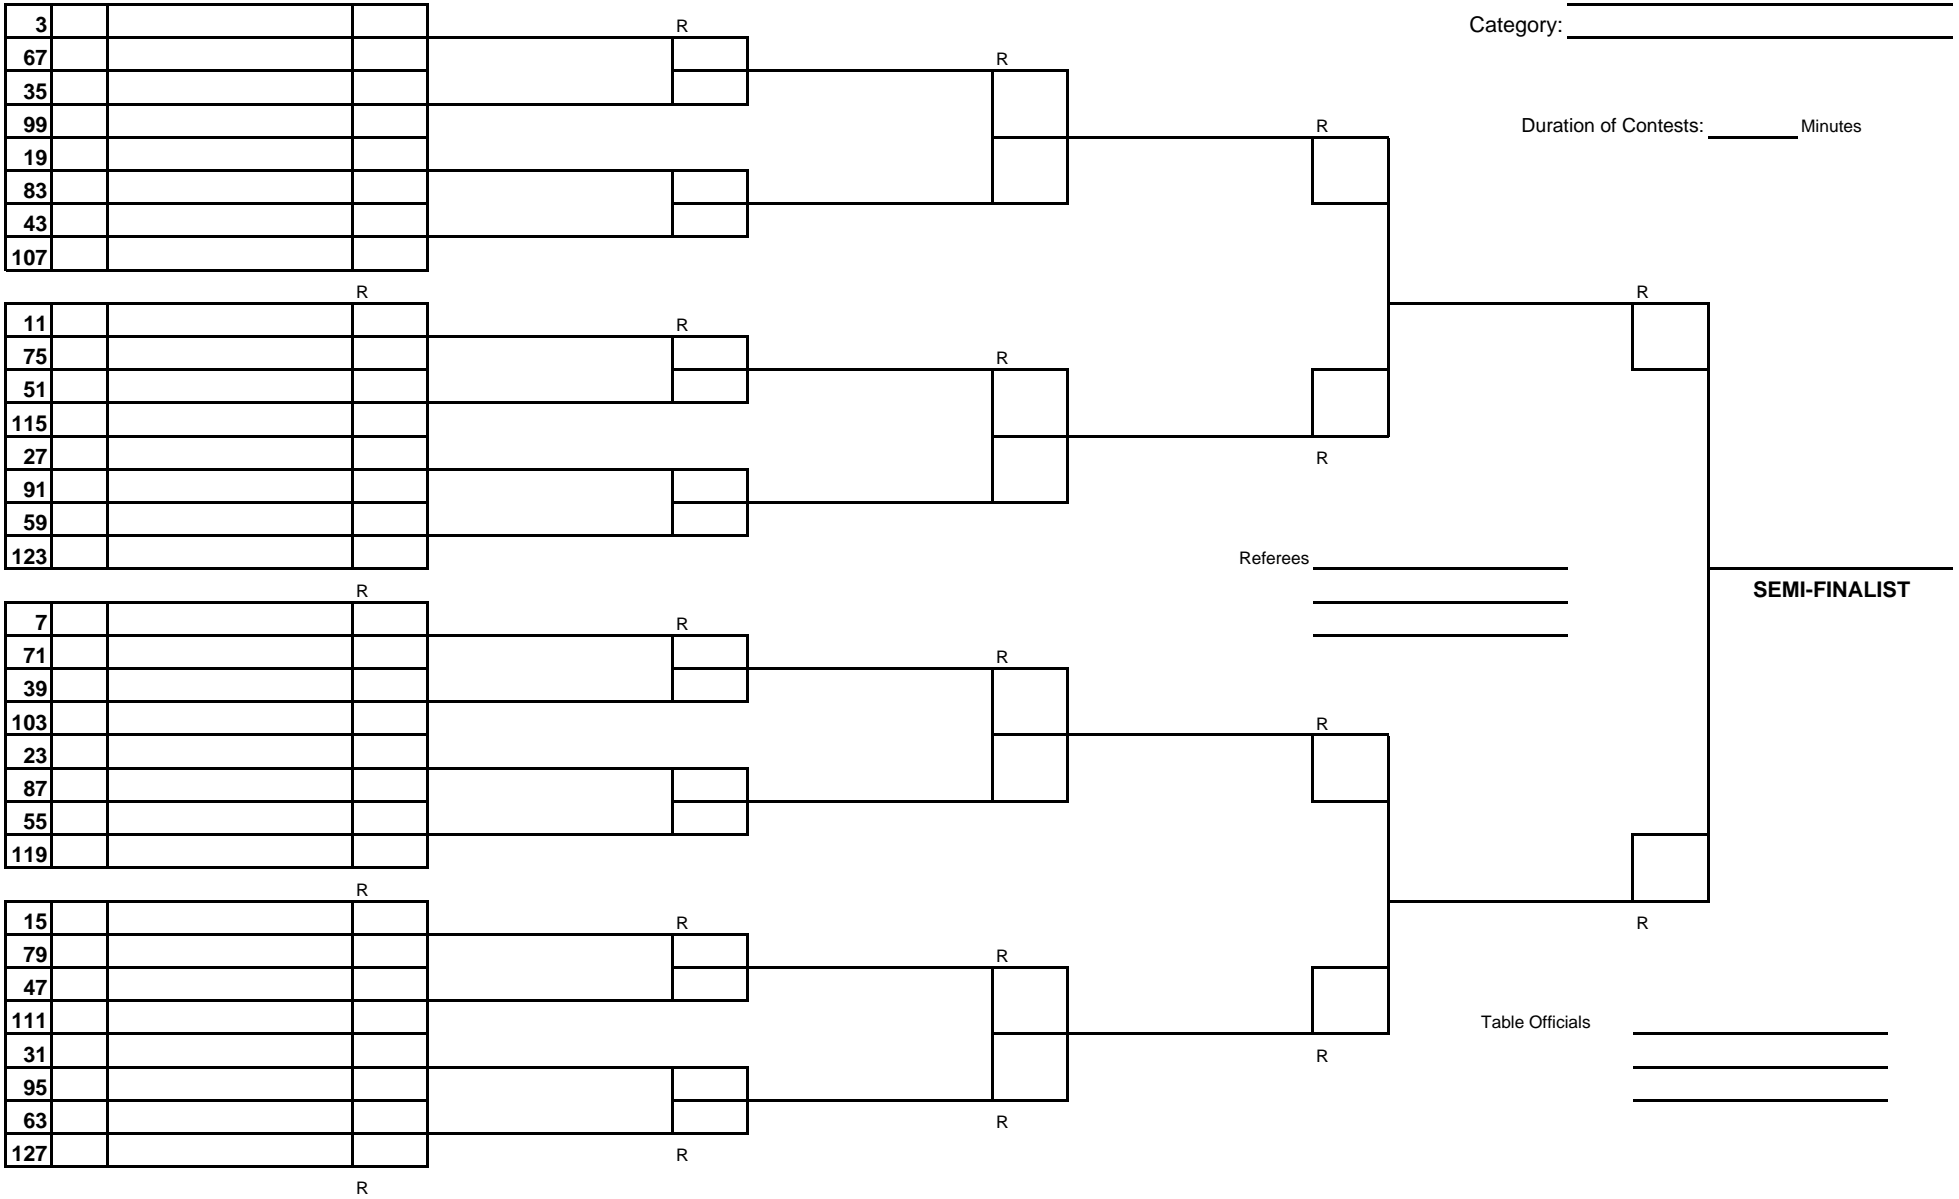 3 R
Category:
67 R
35
99 R Duration of Contests: Minutes
19
83
43
107
R R
11 R
75 R
51
115
27 R
91
59
123 Referees
R SEMI-FINALIST
7 R
71 R
39
103 R
23
87
55
119
R
15 R R
79 R
47
111 Table Officials
31 R
95
63 R
127 R
R